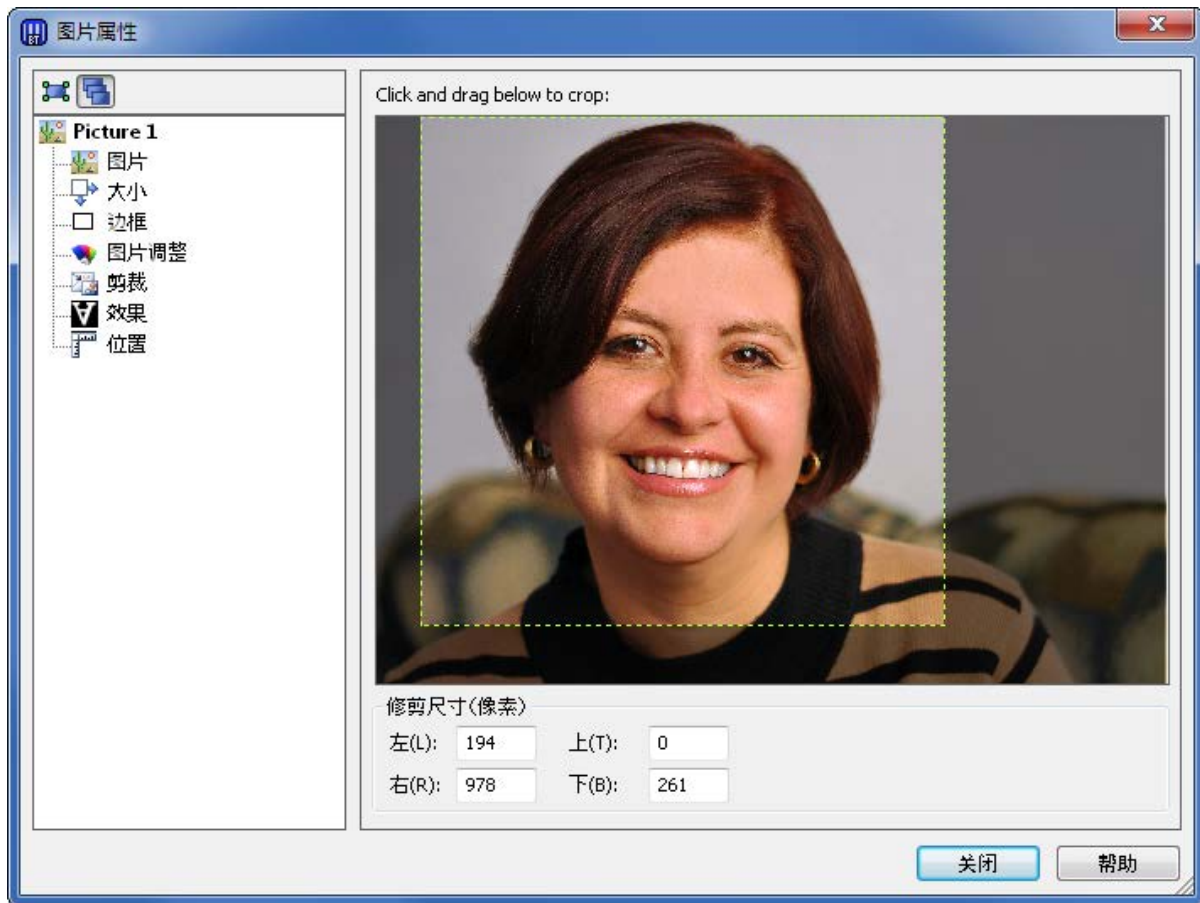 图片属性
BT
Click and drag below to crop:
Picture 1
图片
大小
边框
图片调整
剪裁
效果
位置
修剪尺寸(像素)
左(L): 194 上(T): 0
右(R): 978 下(B): 261
关闭 帮助